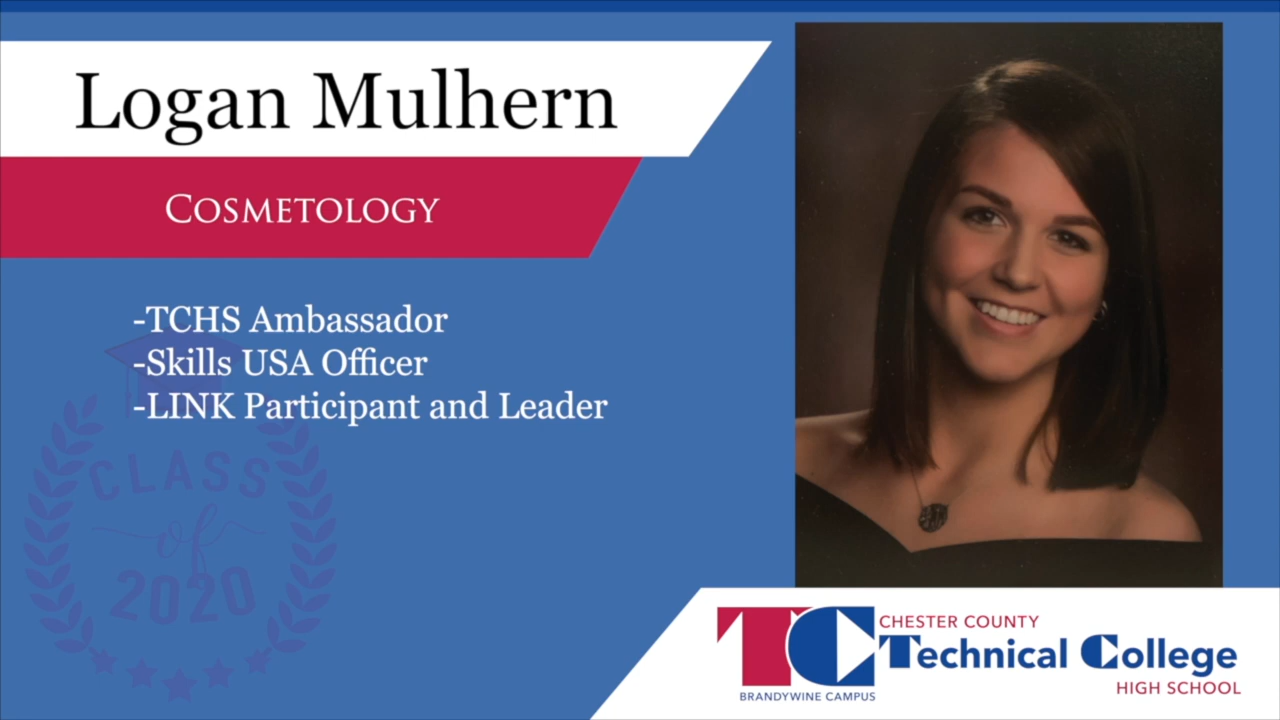 Logan Mulhern
COSMETOLOGY
-TCHS Ambassador
-Skills USA Officer
-LINK Participant and Leader
CLASS
of
2020
TC
CHESTER COUNTY
Technical College
HIGH SCHOOL
BRANDYWINE CAMPUS